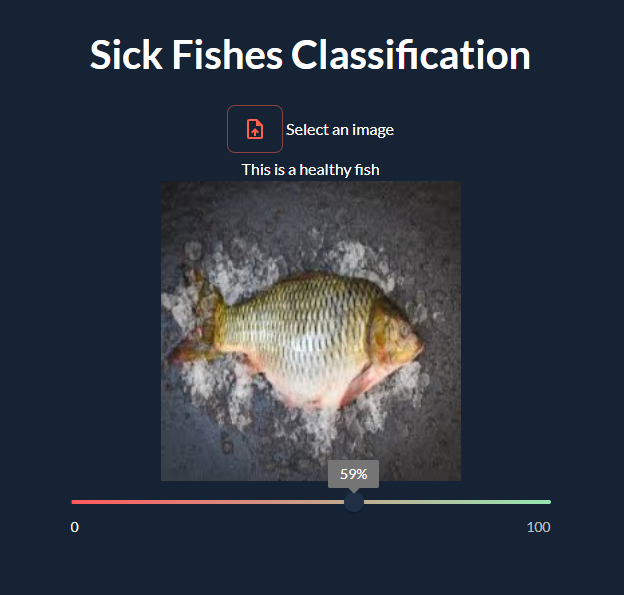 Sick Fishes Classification
Select an image
This is a healthy fish
59%
0
100